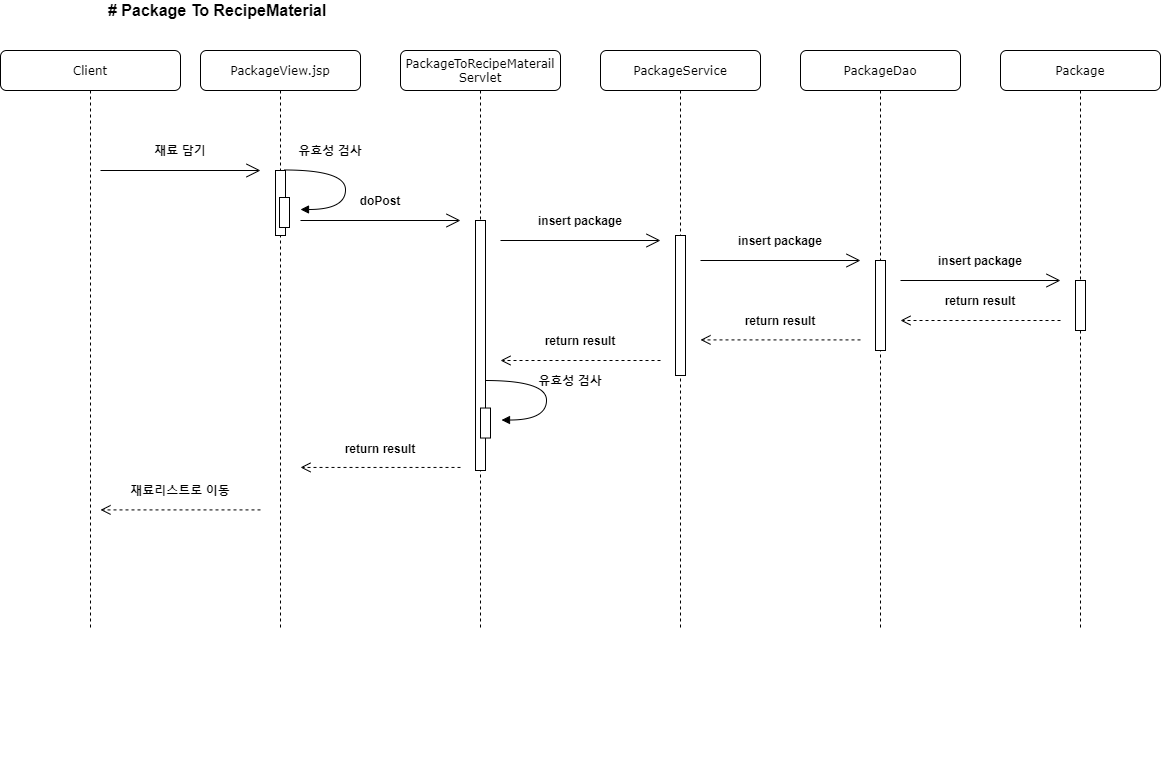 # Package To RecipeMaterial
Client
PackageView.jsp
PackageToRecipeMaterail
Servlet
PackageService
PackageDao
Package
재료 담기
유효성 검사
doPost
insert package
insert package
insert package
return result
return result
return result
유효성 검사
return result
재료리스트로 이동